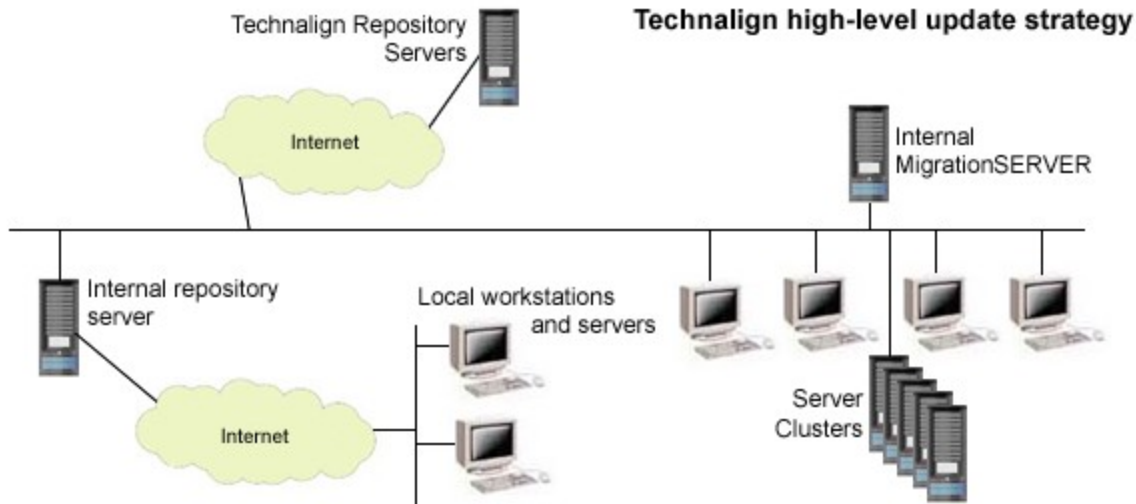 Technalign high-level update strategy
Technalign Repository
Servers
Internet
Internal
MigrationSERVER
Internal repository
server
Local workstations
and servers
Internet
Server
Clusters